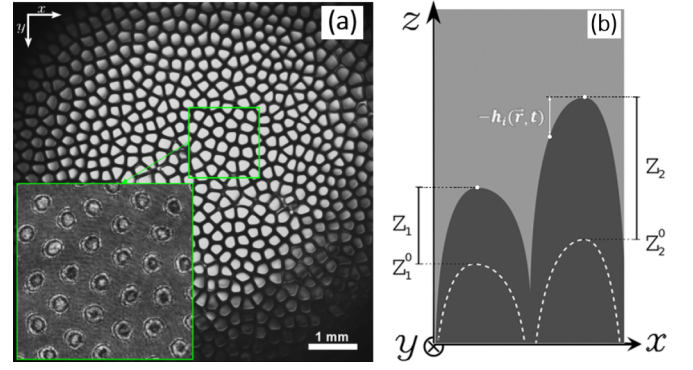 (a)
x
y
1 mm
(b)
z
-h_i(r⃗, t)
Z_2
Z_1
Z_2^0
Z_1^0
y
x